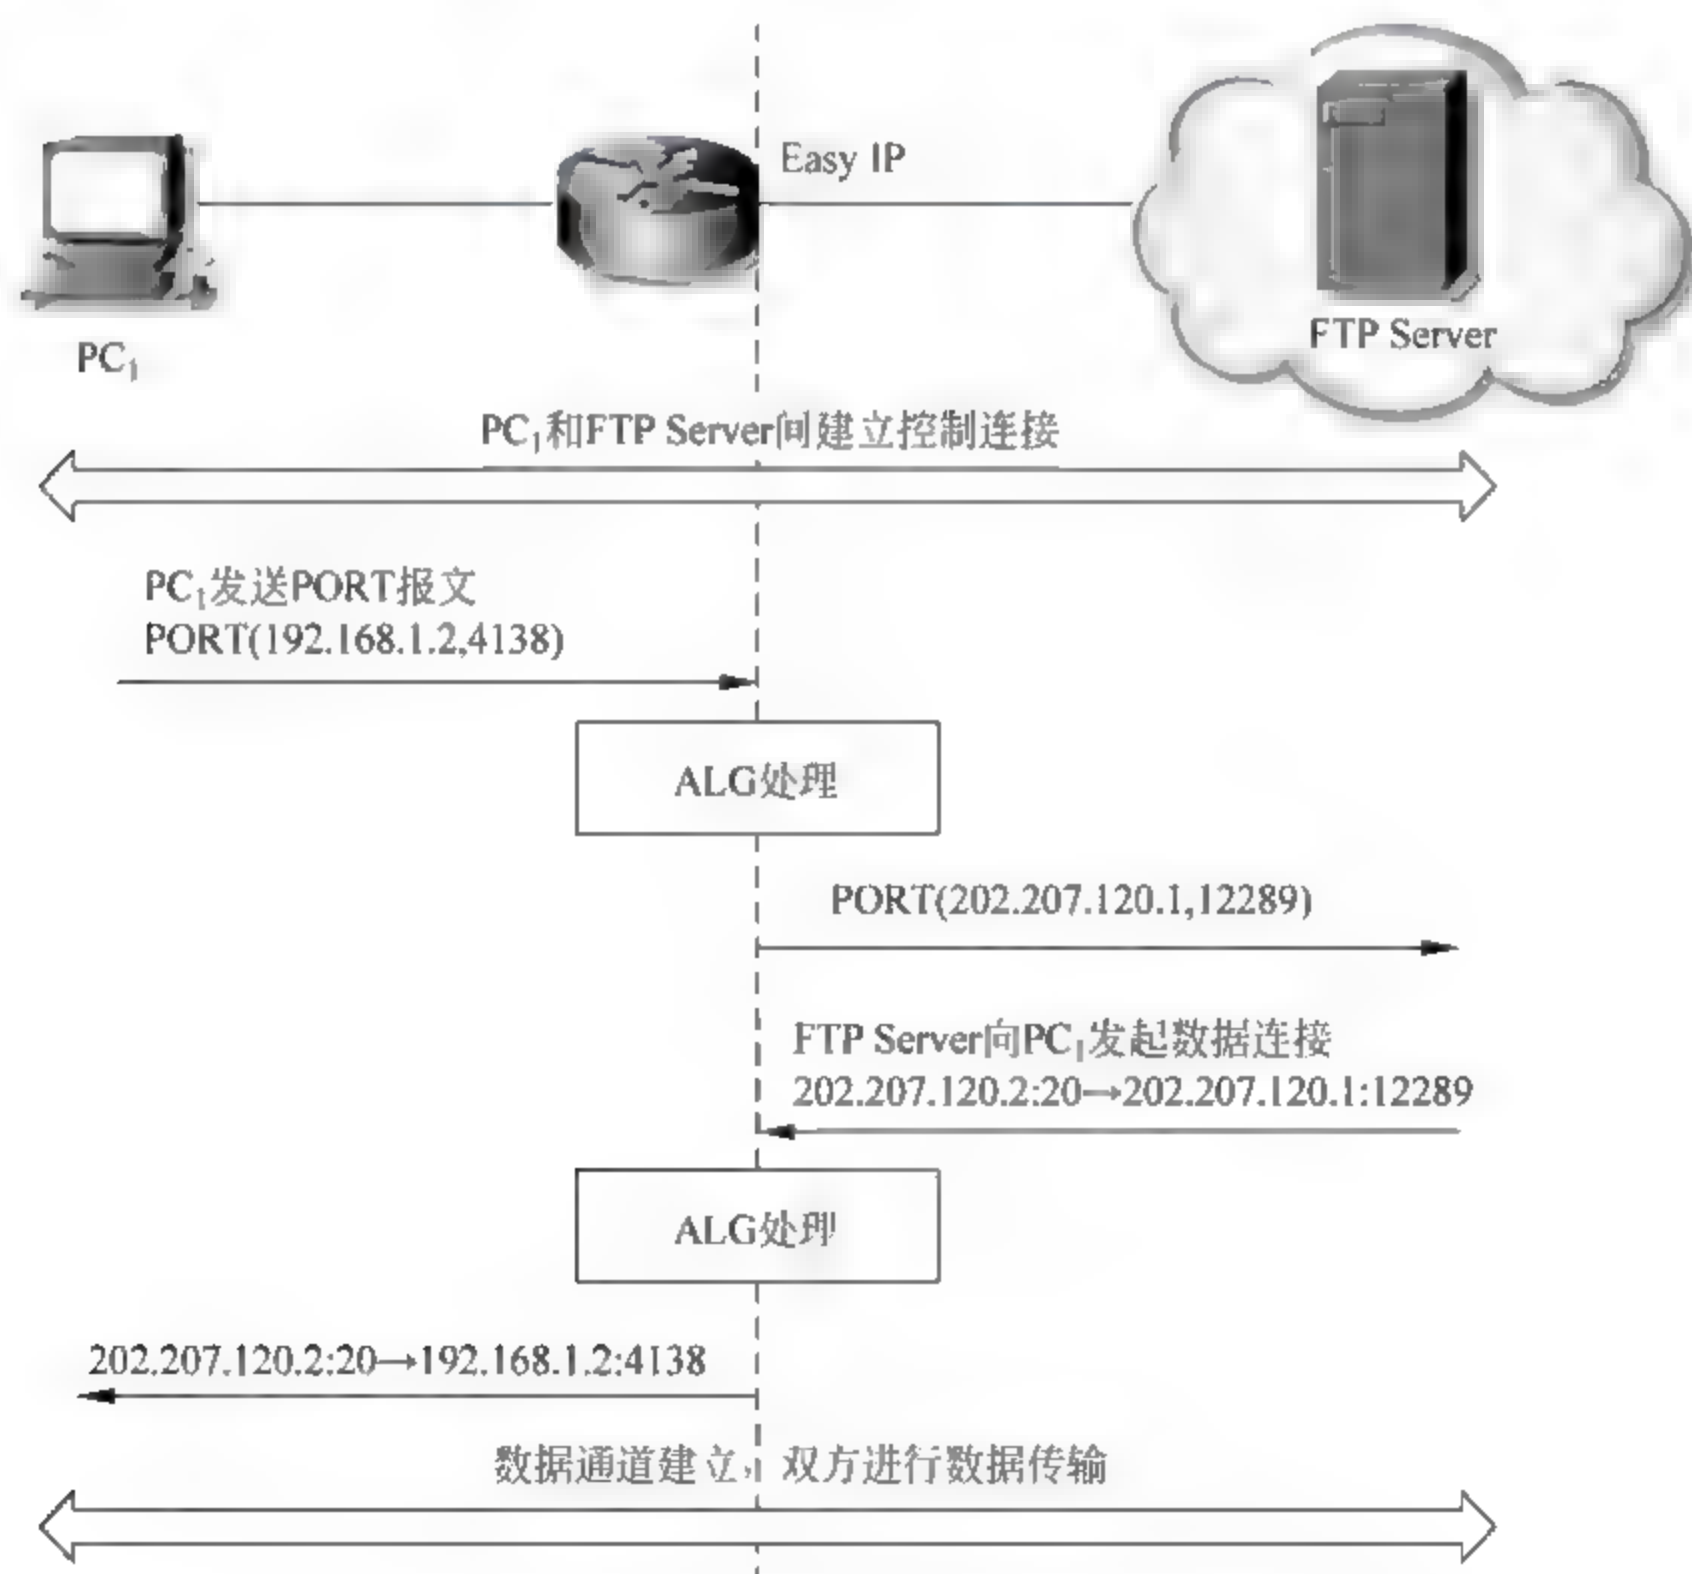 Easy IP
FTP Server
PC₁
PC₁和FTP Server间建立控制连接
PC₁发送PORT报文
PORT(192.168.1.2,4138)
ALG处理
PORT(202.207.120.1,12289)
FTP Server向PC₁发起数据连接
202.207.120.2:20→202.207.120.1:12289
ALG处理
202.207.120.2:20→192.168.1.2:4138
数据通道建立，双方进行数据传输